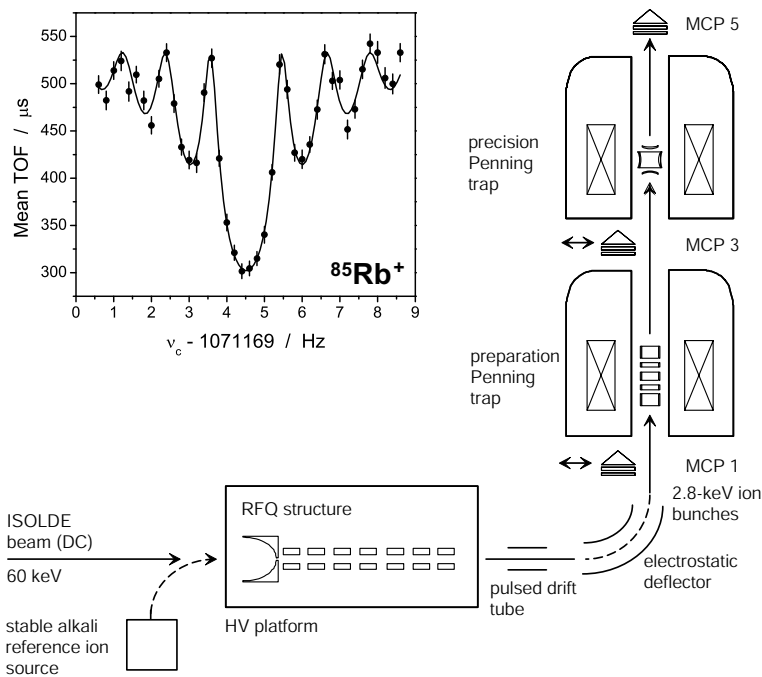 550
500
450
400
350
300
Mean TOF / μs
0 1 2 3 4 5 6 7 8 9
νc - 1071169 / Hz
85Rb+
MCP 5
precision
Penning
trap
MCP 3
preparation
Penning
trap
MCP 1
2.8-keV ion
bunches
electrostatic
deflector
pulsed drift
tube
RFQ structure
HV platform
ISOLDE
beam (DC)
60 keV
stable alkali
reference ion
source